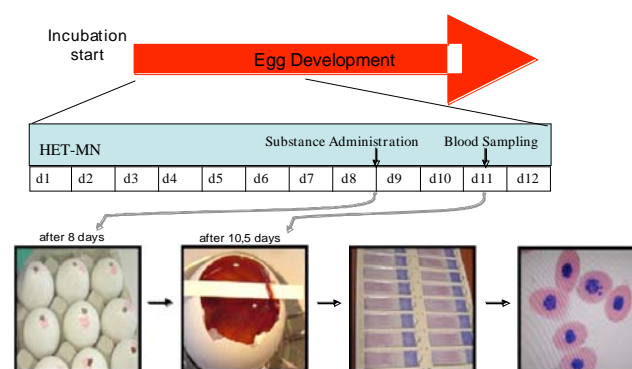 Incubation
start
Egg Development
Substance Administration
Blood Sampling
HET-MN
d1 d2 d3 d4 d5 d6 d7 d8 d9 d10 d11 d12
after 8 days
after 10,5 days